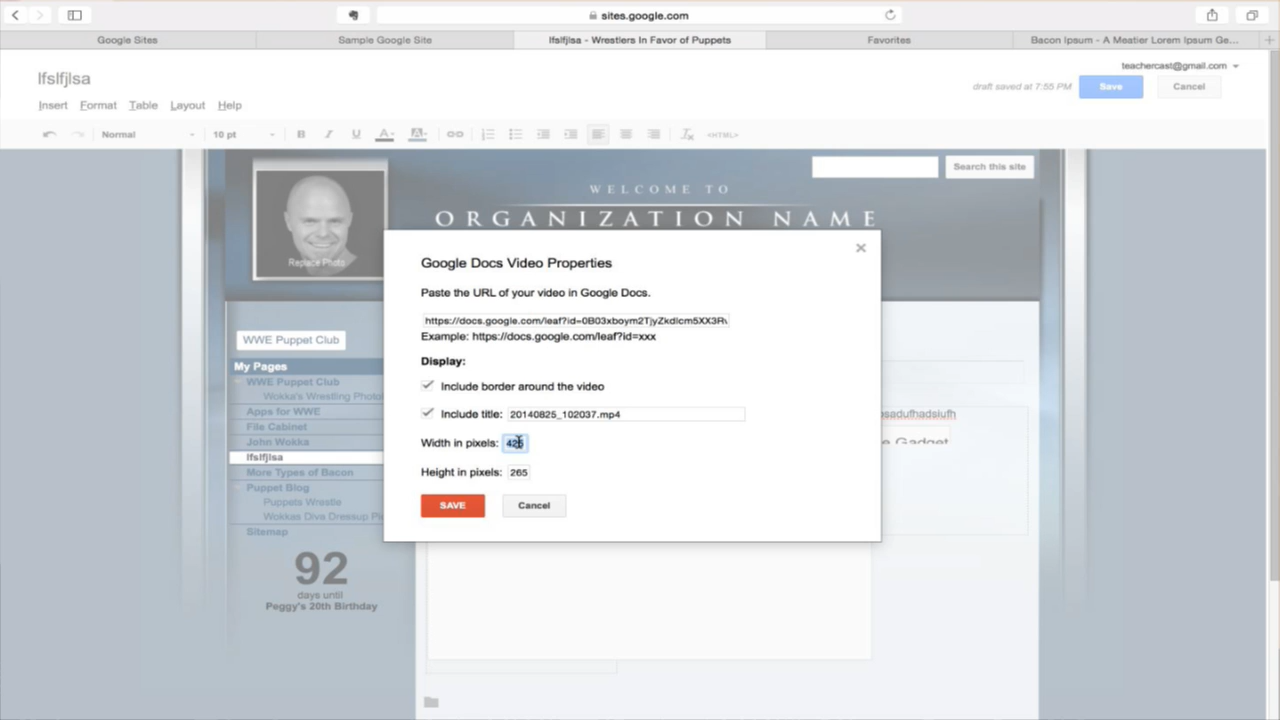 sites.google.com
Google Sites
Sample Google Site
lfslfjlsa - Wrestlers In Favor of Puppets
Favorites
Bacon Ipsum - A Meatier Lorem Ipsum Ge...
lfslfjlsa
teachercast@gmail.com
draft saved at 7:55 PM
Save
Cancel
Insert Format Table Layout Help
Normal 10 pt B I U A A <HTML>
Search this site
WELCOME TO
ORGANIZATION NAME
Replace Photo
Google Docs Video Properties
Paste the URL of your video in Google Docs.
https://docs.google.com/leaf?id=0B03xboym2TjyZkdlcm5XX3R
Example: https://docs.google.com/leaf?id=xxx
Display:
Include border around the video
Include title: 20140825_102037.mp4
Width in pixels:
Height in pixels: 265
SAVE Cancel
WWE Puppet Club
My Pages
WWE Puppet Club
Wokka's Wrestling Photo
Apps for WWE
File Cabinet
John Wokka
lfslfjlsa
More Types of Bacon
Puppet Blog
Puppets Wrestle
Wokkas Diva Dressup
Sitemap
92
days until
Peggy's 20th Birthday
osadufhadsiufh
e Gadget